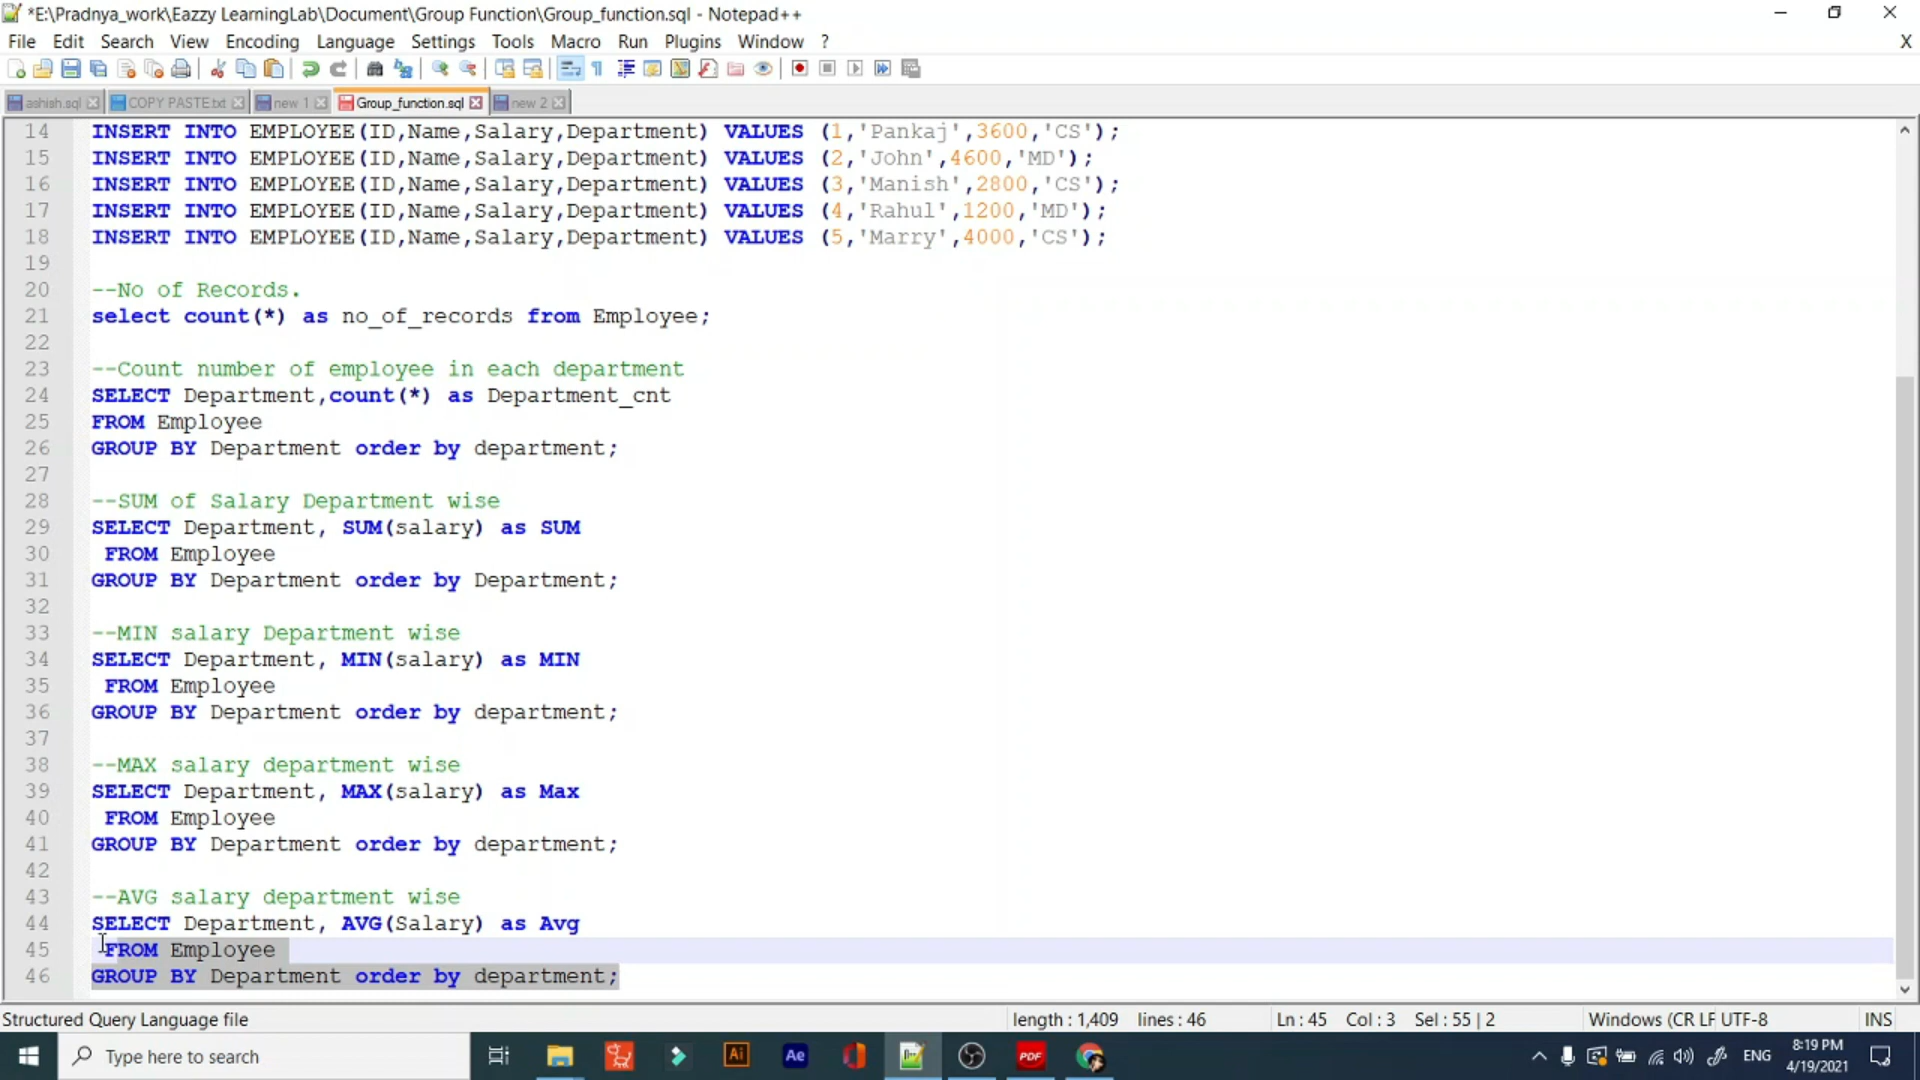 *E:\Pradnya_work\Eazzy LearningLab\Document\Group Function\Group_function.sql - Notepad++
File Edit Search View Encoding Language Settings Tools Macro Run Plugins Window ? X
ashish.sql COPY PASTE.txt new 1 Group_function.sql new 2
14 INSERT INTO EMPLOYEE(ID,Name,Salary,Department) VALUES (1,'Pankaj',3600,'CS');
15 INSERT INTO EMPLOYEE(ID,Name,Salary,Department) VALUES (2,'John',4600,'MD');
16 INSERT INTO EMPLOYEE(ID,Name,Salary,Department) VALUES (3,'Manish',2800,'CS');
17 INSERT INTO EMPLOYEE(ID,Name,Salary,Department) VALUES (4,'Rahul',1200,'MD');
18 INSERT INTO EMPLOYEE(ID,Name,Salary,Department) VALUES (5,'Marry',4000,'CS');
19
20 --No of Records.
21 select count(*) as no_of_records from Employee;
22
23 --Count number of employee in each department
24 SELECT Department,count(*) as Department_cnt
25 FROM Employee
26 GROUP BY Department order by department;
27
28 --SUM of Salary Department wise
29 SELECT Department, SUM(salary) as SUM
30 FROM Employee
31 GROUP BY Department order by Department;
32
33 --MIN salary Department wise
34 SELECT Department, MIN(salary) as MIN
35 FROM Employee
36 GROUP BY Department order by department;
37
38 --MAX salary department wise
39 SELECT Department, MAX(salary) as Max
40 FROM Employee
41 GROUP BY Department order by department;
42
43 --AVG salary department wise
44 SELECT Department, AVG(Salary) as Avg
45 FROM Employee
46 GROUP BY Department order by department;
Structured Query Language file length : 1,409 lines : 46 Ln : 45 Col : 3 Sel : 55 | 2 Windows (CR LF UTF-8 INS
Type here to search Ai Ae PDF ENG 8:19 PM
4/19/2021